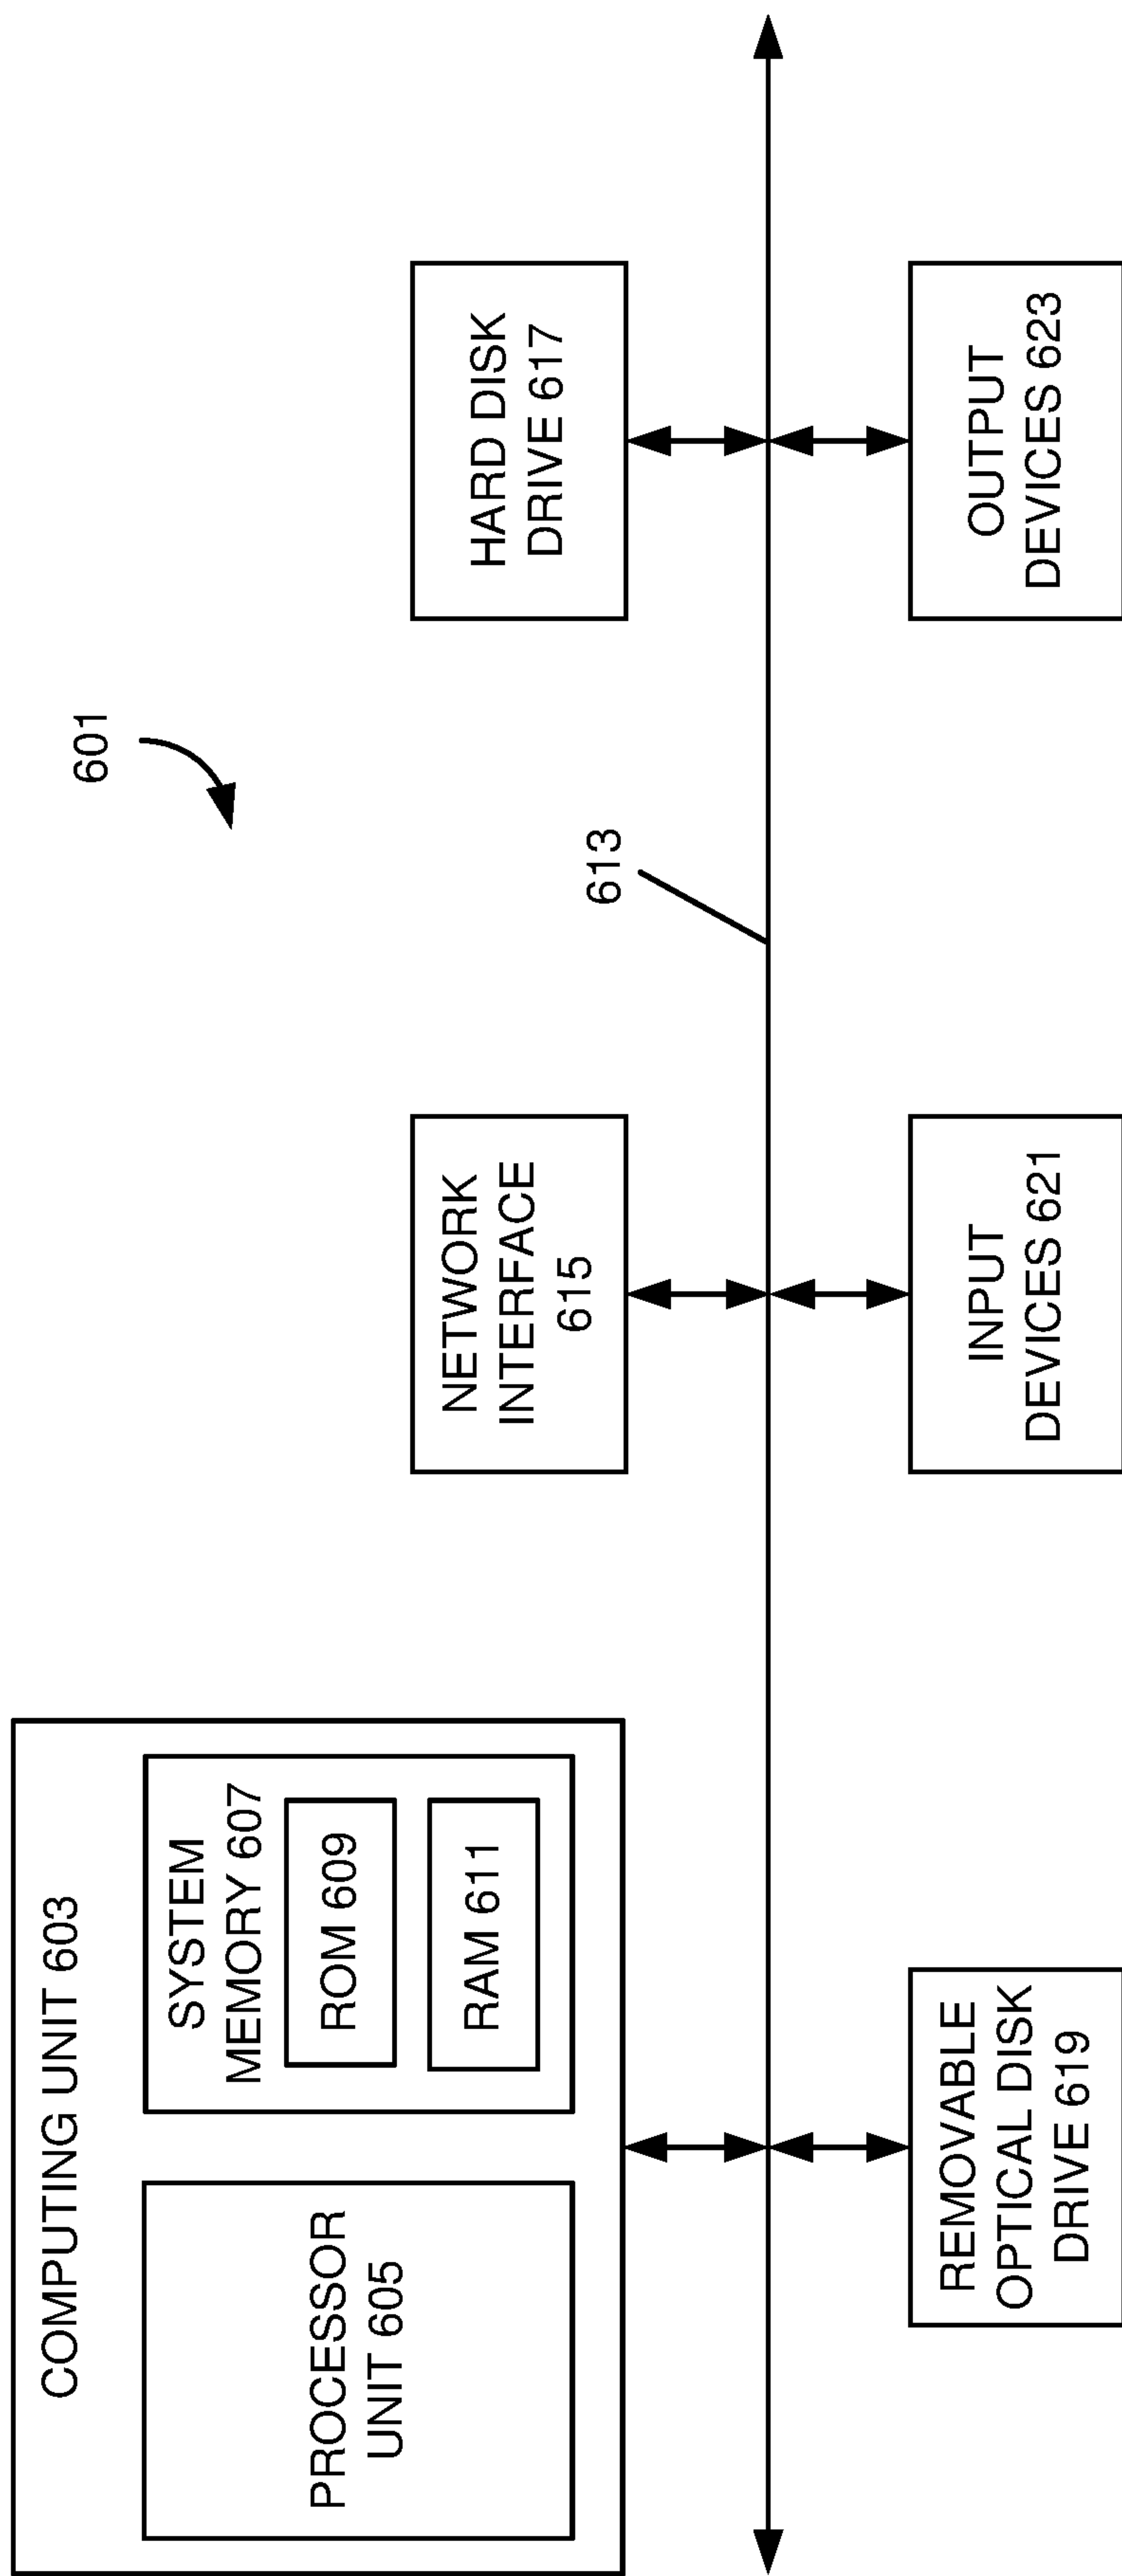 601
COMPUTING UNIT 603
PROCESSOR
UNIT 605
SYSTEM
MEMORY 607
ROM 609
RAM 611
NETWORK
INTERFACE
615
HARD DISK
DRIVE 617
613
REMOVABLE
OPTICAL DISK
DRIVE 619
INPUT
DEVICES 621
OUTPUT
DEVICES 623